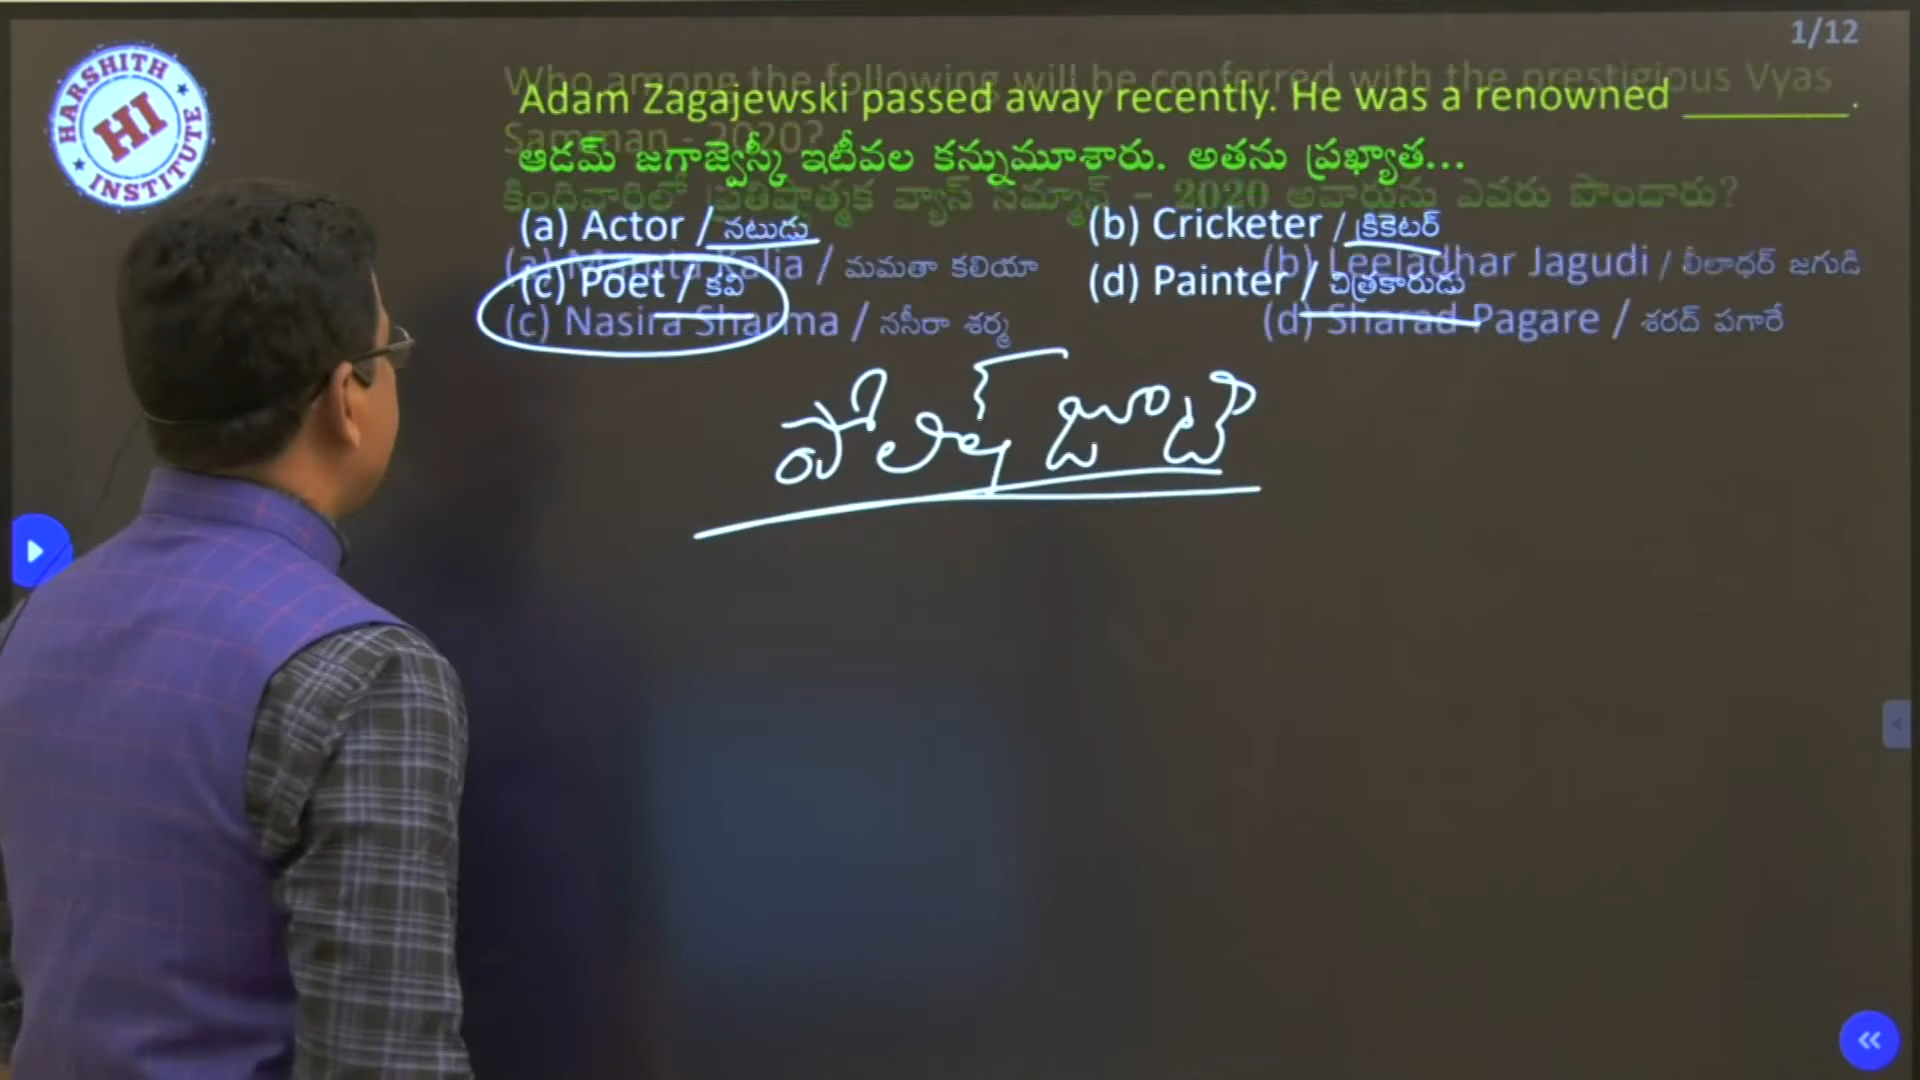 1/12
HARSHITH
HI
INSTITUTE
Who among the following will be conferred with the prestigious Vyas
Samman - 2020?
కిందివారిలో ప్రతిష్ఠాత్మక వ్యాస్ సమ్మాన్ - 2020 అవార్డును ఎవరు పొందారు?
(a) Mamta Kalia / మమతా కలియా (b) Leeladhar Jagudi / లీలాధర్ జగుడి
(c) Nasira Sharma / నసీరా శర్మ (d) Sharad Pagare / శరద్ పగారే
Adam Zagajewski passed away recently. He was a renowned ________.
ఆడమ్ జగాజ్వెస్కీ ఇటీవల కన్నుమూశారు. అతను ప్రఖ్యాత...
(a) Actor / నటుడు (b) Cricketer / క్రికెటర్
(c) Poet / కవి (d) Painter / చిత్రకారుడు
పోలిష్